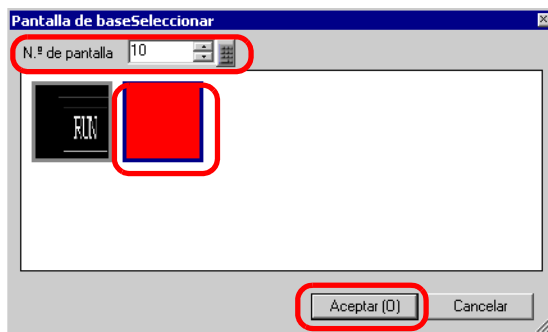 Pantalla de baseSeleccionar
N.º de pantalla 10
RUN
Aceptar (O) Cancelar